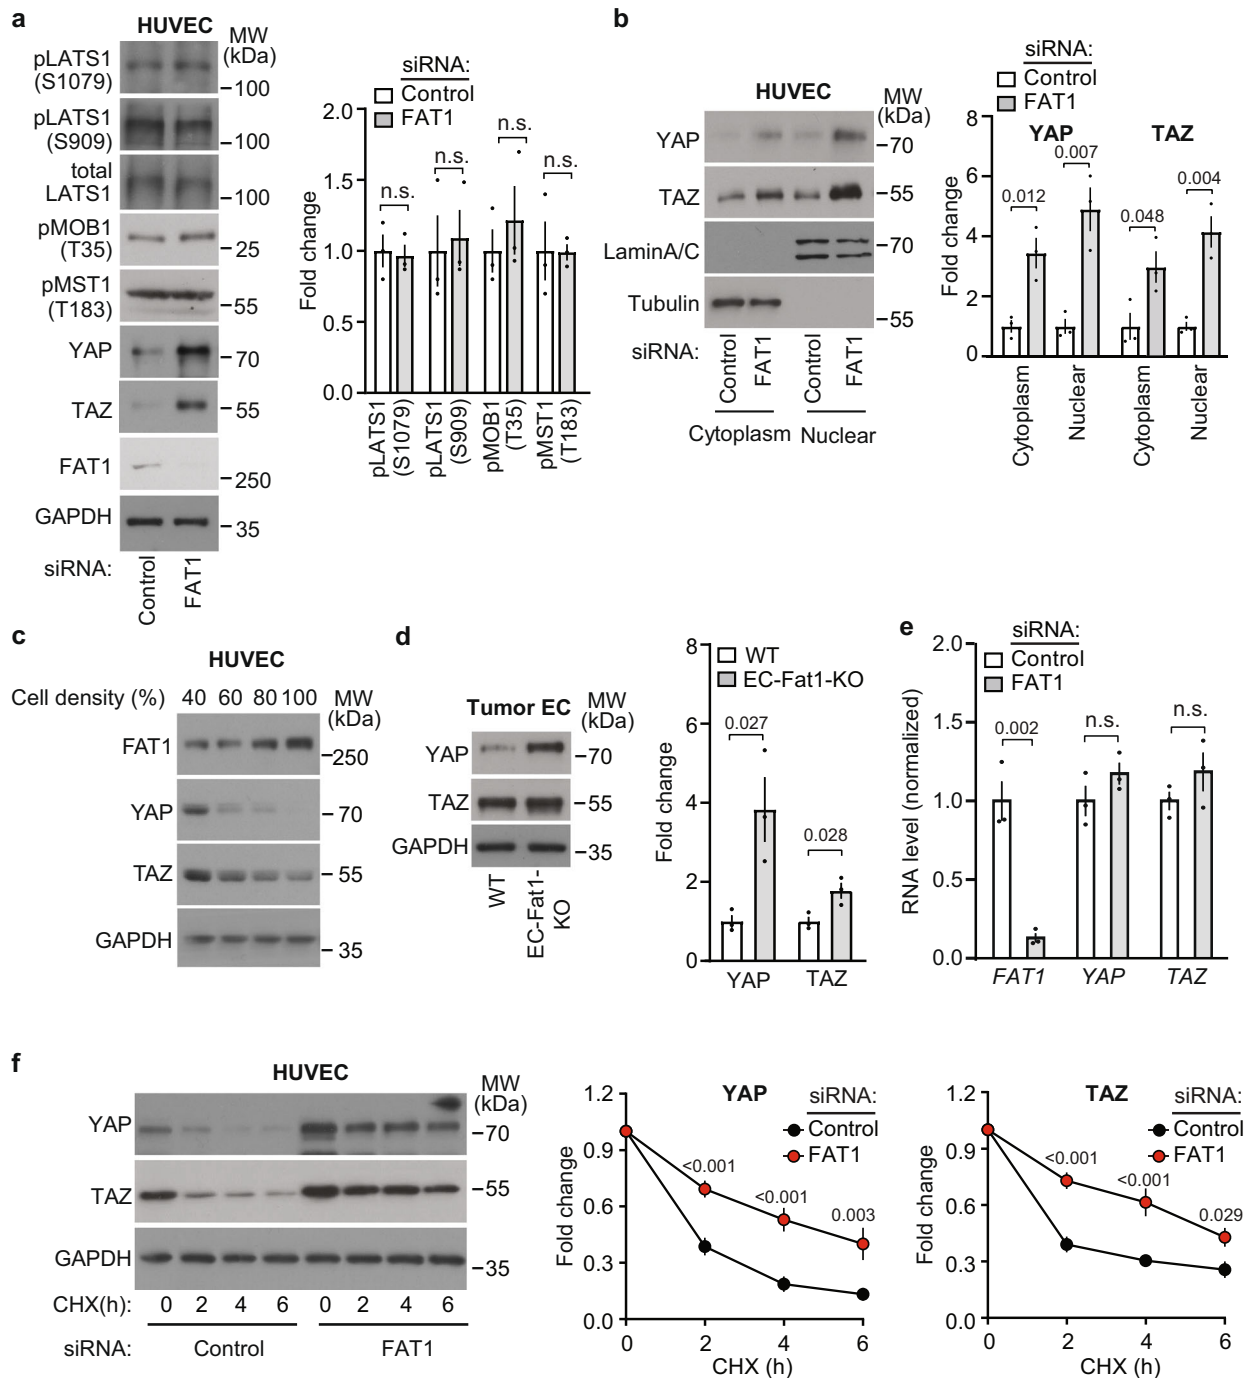 a
HUVEC
MW
(kDa)
pLATS1
(S1079)
–100
pLATS1
(S909)
–100
total
LATS1
–100
pMOB1
(T35)
–25
pMST1
(T183)
–55
YAP
–70
TAZ
–55
FAT1
–250
GAPDH
–35
siRNA:
Control
FAT1
siRNA:
Control
FAT1
Fold change
2.0
1.5
1.0
0.5
0.0
n.s.
n.s.
n.s.
n.s.
pLATS1
(S1079)
pLATS1
(S909)
pMOB1
(T35)
pMST1
(T183)
b
HUVEC
MW
(kDa)
YAP
–70
TAZ
–55
LaminA/C
–70
Tubulin
–55
siRNA:
Control
FAT1
Control
FAT1
Cytoplasm
Nuclear
siRNA:
Control
FAT1
YAP
TAZ
Fold change
8
6
4
2
0
0.012
0.007
0.048
0.004
Cytoplasm
Nuclear
Cytoplasm
Nuclear
c
HUVEC
Cell density (%)
40 60 80 100
MW
(kDa)
FAT1
–250
YAP
–70
TAZ
–55
GAPDH
–35
d
Tumor EC
MW
(kDa)
YAP
–70
TAZ
–55
GAPDH
–35
WT
EC-Fat1-
KO
WT
EC-Fat1-KO
Fold change
8
6
4
2
0
0.027
0.028
YAP
TAZ
e
siRNA:
Control
FAT1
RNA level (normalized)
2.0
1.5
1.0
0.5
0.0
0.002
n.s.
n.s.
FAT1
YAP
TAZ
f
HUVEC
MW
(kDa)
YAP
–70
TAZ
–55
GAPDH
–35
CHX(h):
0 2 4 6 0 2 4 6
siRNA:
Control
FAT1
YAP
siRNA:
Control
FAT1
Fold change
1.2
0.9
0.6
0.3
0.0
<0.001
<0.001
0.003
0 2 4 6
CHX (h)
TAZ
siRNA:
Control
FAT1
Fold change
1.2
0.9
0.6
0.3
0.0
<0.001
<0.001
0.029
0 2 4 6
CHX (h)